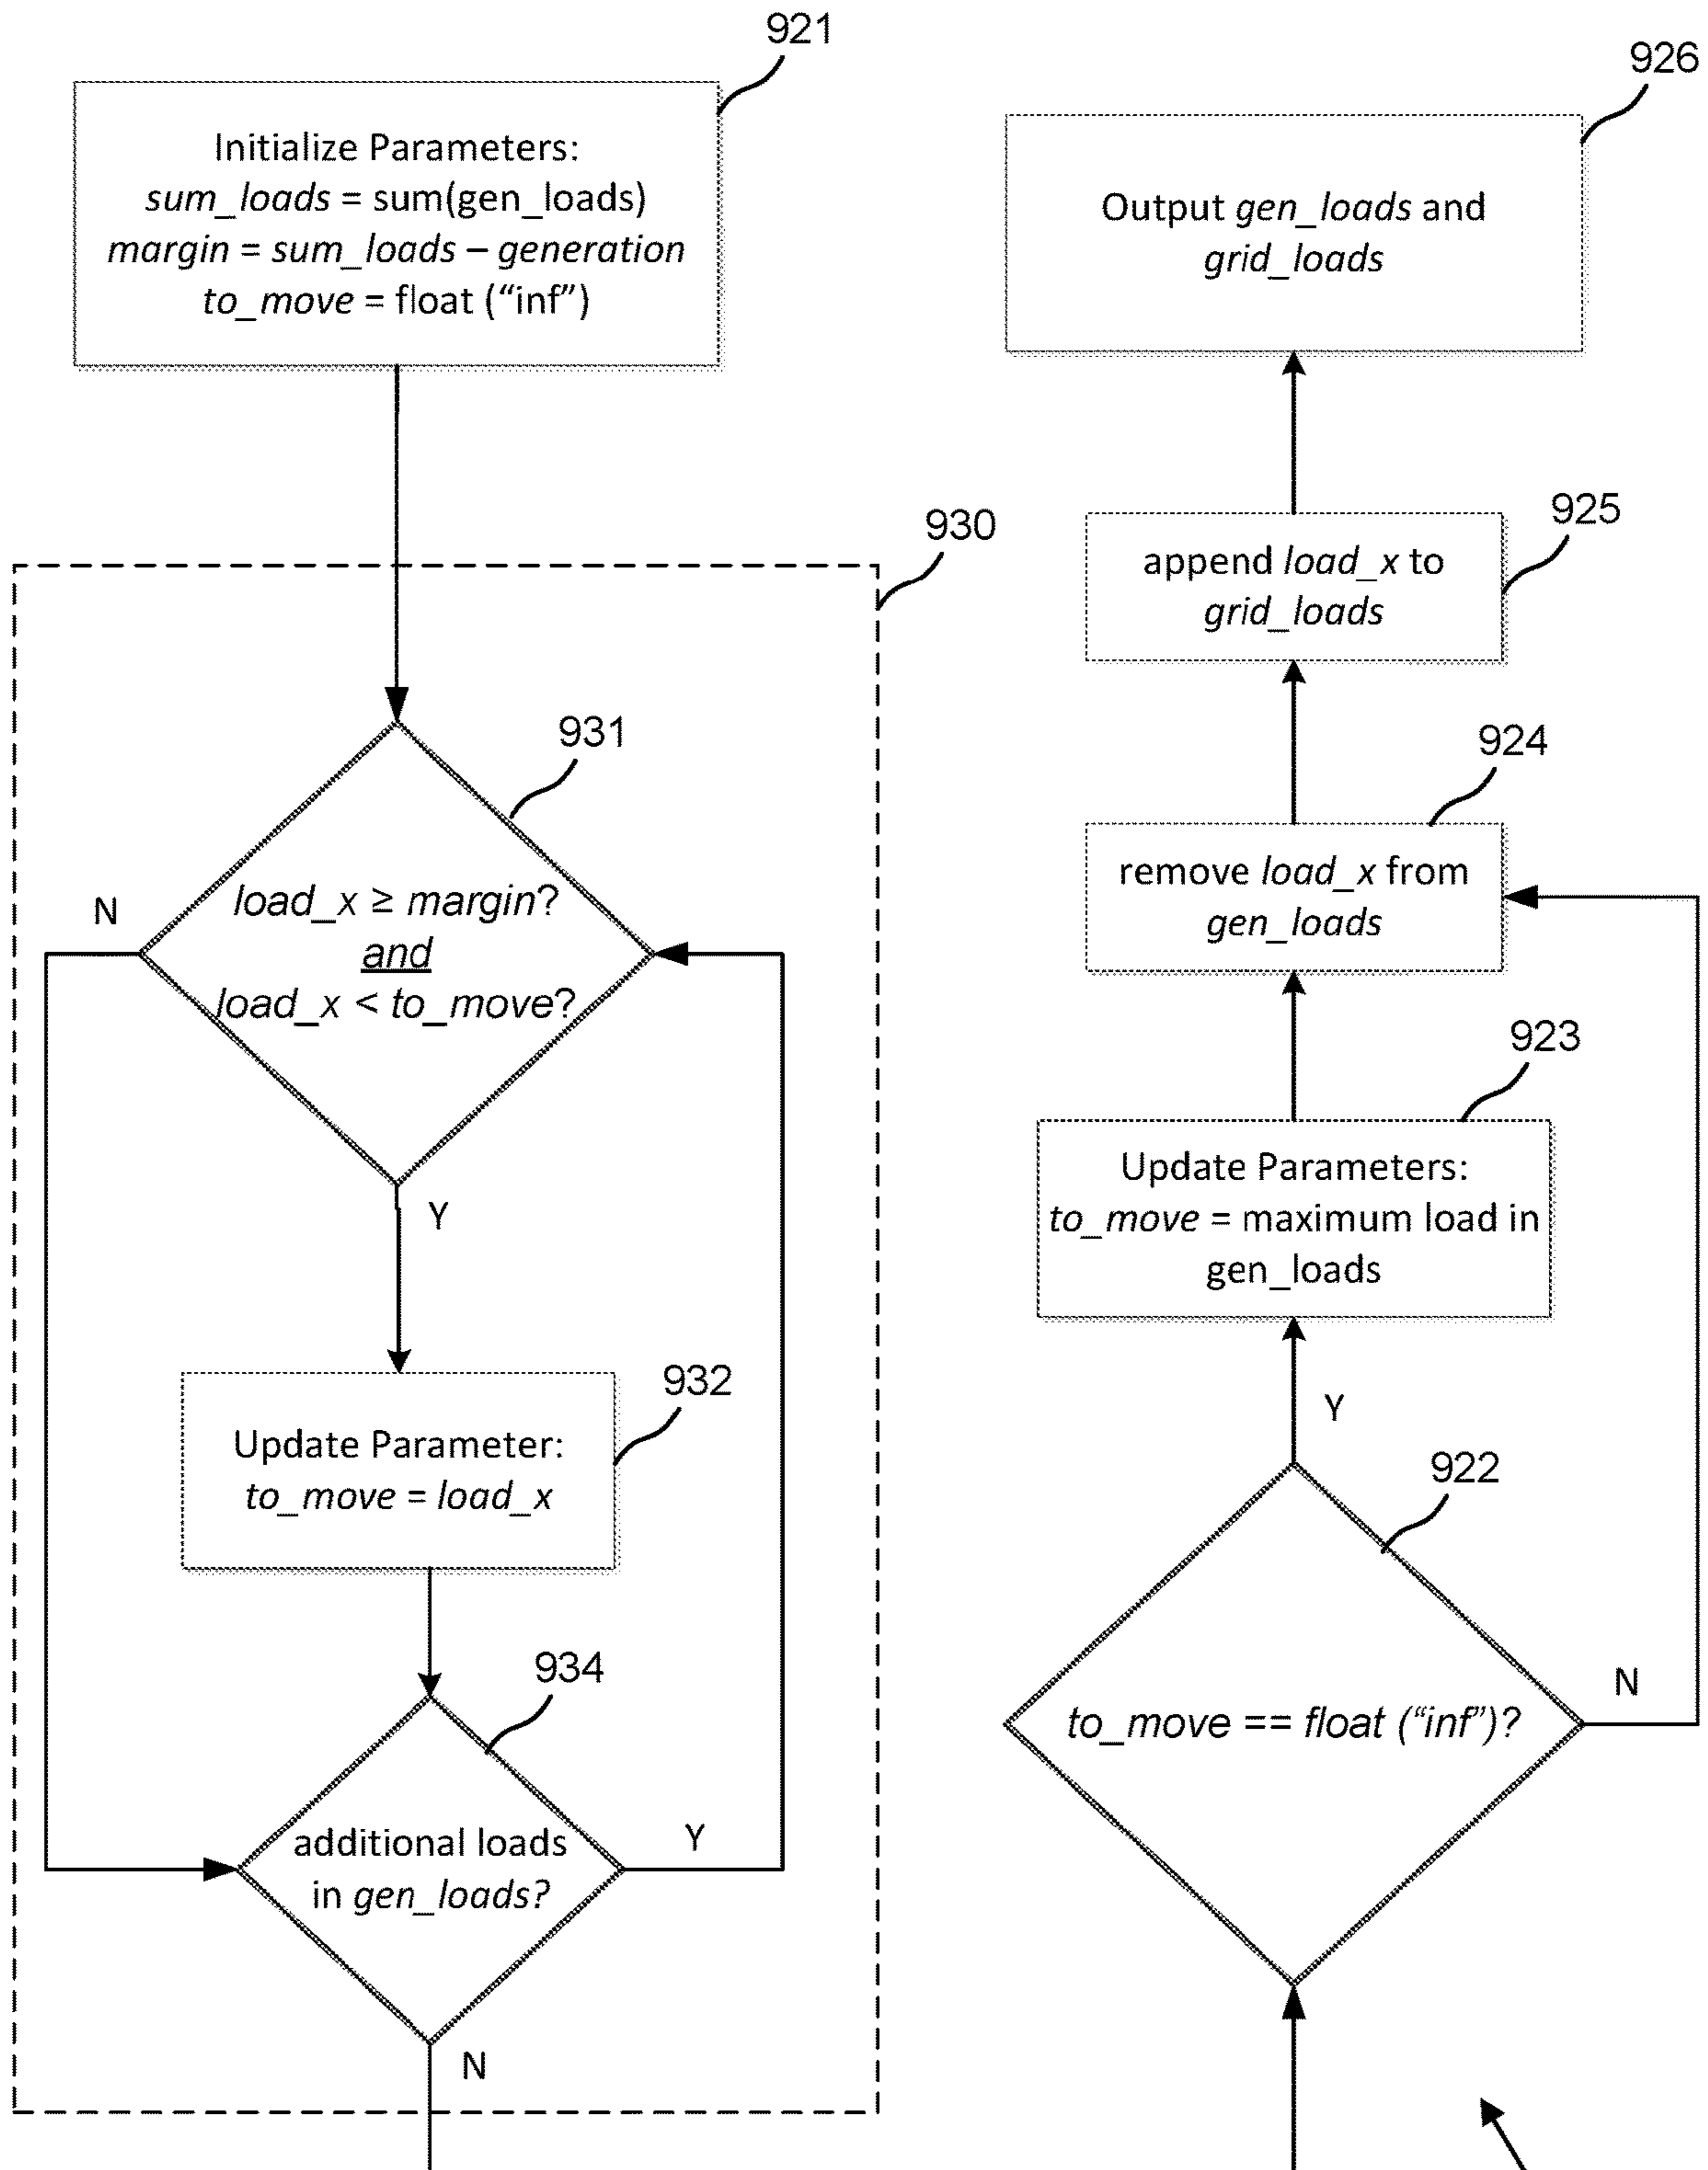 921
Initialize Parameters:
sum_loads = sum(gen_loads)
margin = sum_loads – generation
to_move = float (“inf”)
930
931
load_x ≥ margin?
and
load_x < to_move?
N
Y
932
Update Parameter:
to_move = load_x
934
additional loads
in gen_loads?
Y
N
926
Output gen_loads and
grid_loads
925
append load_x to
grid_loads
924
remove load_x from
gen_loads
923
Update Parameters:
to_move = maximum load in
gen_loads
Y
922
to_move == float (“inf”)?
N